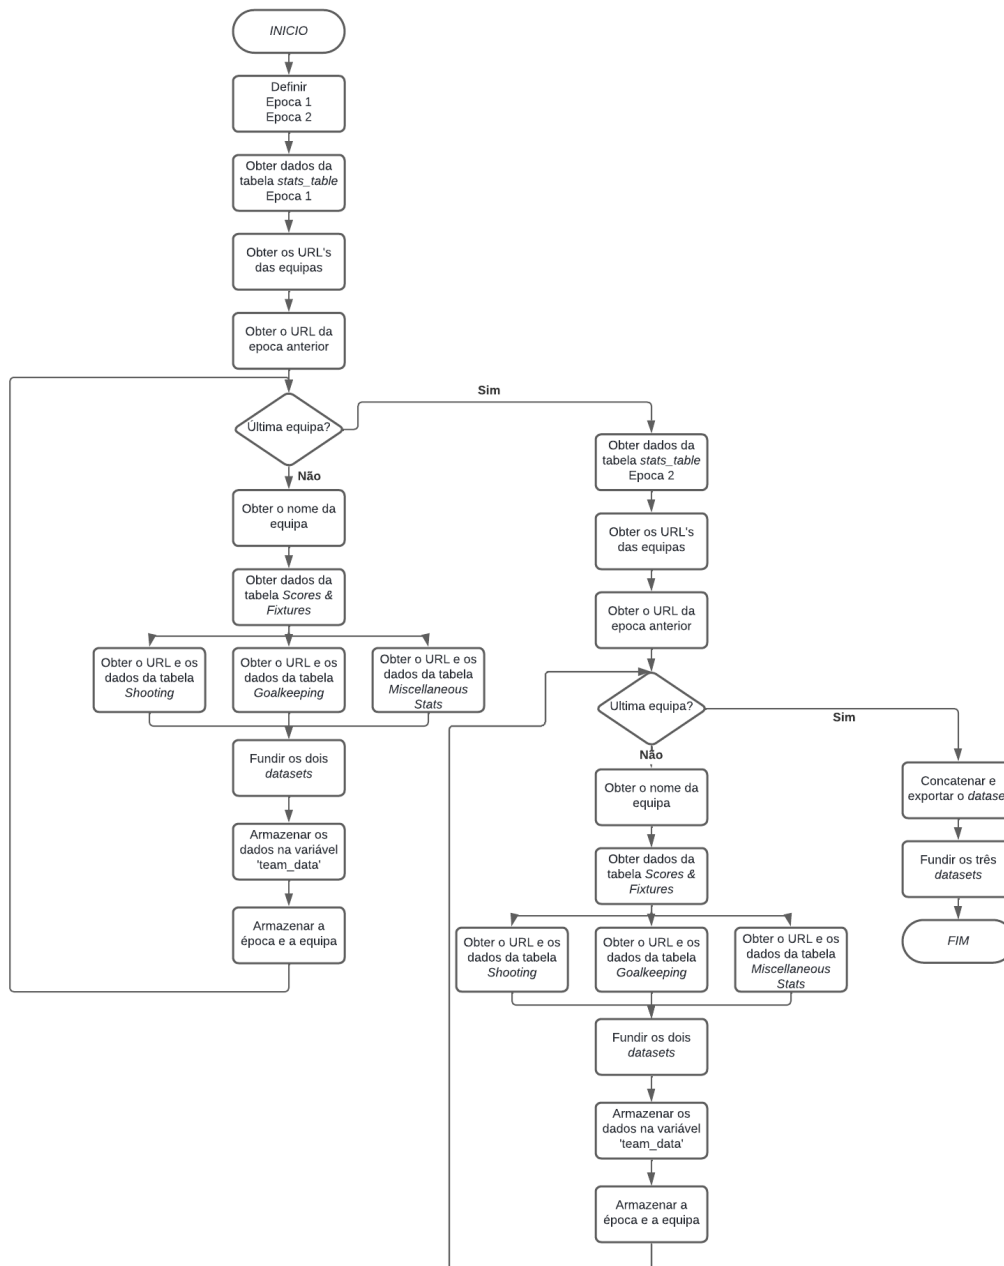 INICIO
Definir
Epoca 1
Epoca 2
Obter dados da
tabela stats_table
Epoca 1
Obter os URL's
das equipas
Obter o URL da
epoca anterior
Última equipa?
Sim
Não
Obter o nome da
equipa
Obter dados da
tabela Scores &
Fixtures
Obter o URL e os
dados da tabela
Shooting
Obter o URL e os
dados da tabela
Goalkeeping
Obter o URL e os
dados da tabela
Miscellaneous
Stats
Fundir os dois
datasets
Armazenar os
dados na variável
'team_data'
Armazenar a
época e a equipa
Obter dados da
tabela stats_table
Epoca 2
Obter os URL's
das equipas
Obter o URL da
epoca anterior
Última equipa?
Sim
Não
Obter o nome da
equipa
Obter dados da
tabela Scores &
Fixtures
Obter o URL e os
dados da tabela
Shooting
Obter o URL e os
dados da tabela
Goalkeeping
Obter o URL e os
dados da tabela
Miscellaneous
Stats
Fundir os dois
datasets
Armazenar os
dados na variável
'team_data'
Armazenar a
época e a equipa
Concatenar e
exportar o datase
Fundir os três
datasets
FIM